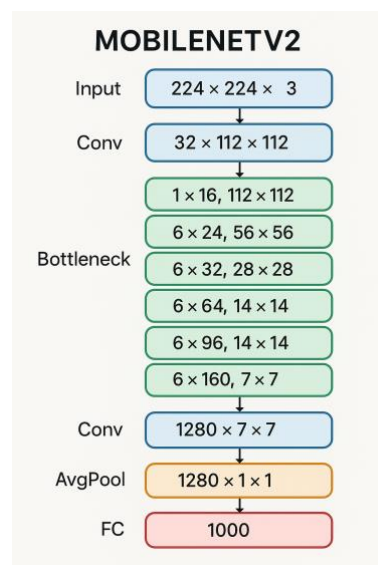 MOBILENETV2
Input 224 × 224 × 3
Conv 32 × 112 × 112
1 × 16, 112 × 112
6 × 24, 56 × 56
Bottleneck 6 × 32, 28 × 28
6 × 64, 14 × 14
6 × 96, 14 × 14
6 × 160, 7 × 7
Conv 1280 × 7 × 7
AvgPool 1280 × 1 × 1
FC 1000